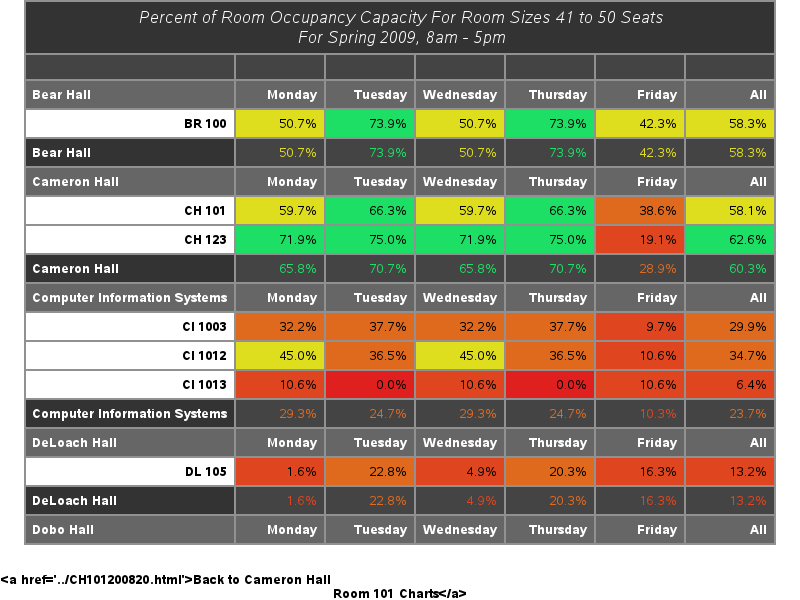 Percent of Room Occupancy Capacity For Room Sizes 41 to 50 Seats
For Spring 2009, 8am - 5pm
Bear Hall Monday Tuesday Wednesday Thursday Friday All
BR 100 50.7% 73.9% 50.7% 73.9% 42.3% 58.3%
Bear Hall 50.7% 73.9% 50.7% 73.9% 42.3% 58.3%
Cameron Hall Monday Tuesday Wednesday Thursday Friday All
CH 101 59.7% 66.3% 59.7% 66.3% 38.6% 58.1%
CH 123 71.9% 75.0% 71.9% 75.0% 19.1% 62.6%
Cameron Hall 65.8% 70.7% 65.8% 70.7% 28.9% 60.3%
Computer Information Systems Monday Tuesday Wednesday Thursday Friday All
CI 1003 32.2% 37.7% 32.2% 37.7% 9.7% 29.9%
CI 1012 45.0% 36.5% 45.0% 36.5% 10.6% 34.7%
CI 1013 10.6% 0.0% 10.6% 0.0% 10.6% 6.4%
Computer Information Systems 29.3% 24.7% 29.3% 24.7% 10.3% 23.7%
DeLoach Hall Monday Tuesday Wednesday Thursday Friday All
DL 105 1.6% 22.8% 4.9% 20.3% 16.3% 13.2%
DeLoach Hall 1.6% 22.8% 4.9% 20.3% 16.3% 13.2%
Dobo Hall Monday Tuesday Wednesday Thursday Friday All
<a href='../CH101200820.html'>Back to Cameron Hall
Room 101 Charts</a>